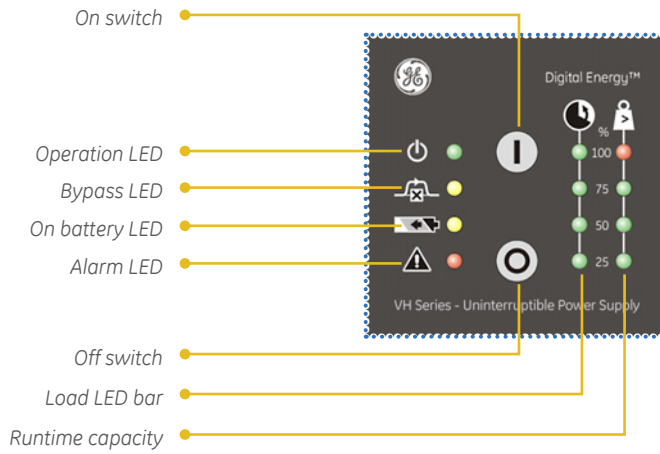 On switch
Digital Energy™
%
Operation LED
100
Bypass LED
75
On battery LED
50
Alarm LED
25
VH Series - Uninterruptible Power Supply
Off switch
Load LED bar
Runtime capacity